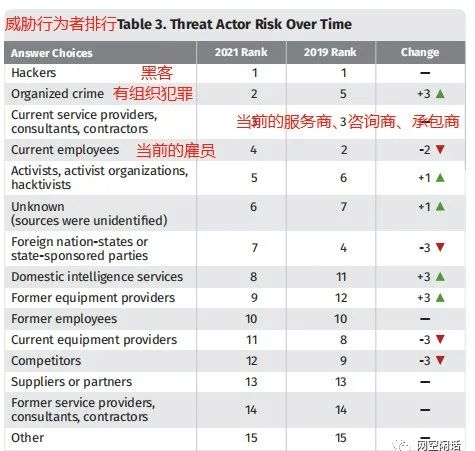 威胁行为者排行 Table 3. Threat Actor Risk Over Time
Answer Choices 2021 Rank 2019 Rank Change
Hackers 黑客 1 1 —
Organized crime 有组织犯罪 2 5 +3 ▲
Current service providers,
consultants, contractors 当前的服务商、咨询商、承包商 3
Current employees 当前的雇员 4 2 -2 ▼
Activists, activist organizations,
hacktivists 5 6 +1 ▲
Unknown
(sources were unidentified) 6 7 +1 ▲
Foreign nation-states or
state-sponsored parties 7 4 -3 ▼
Domestic intelligence services 8 11 +3 ▲
Former equipment providers 9 12 +3 ▲
Former employees 10 10 —
Current equipment providers 11 8 -3 ▼
Competitors 12 9 -3 ▼
Suppliers or partners 13 13 —
Former service providers,
consultants, contractors 14 14 —
Other 15 15 —
网空闲话